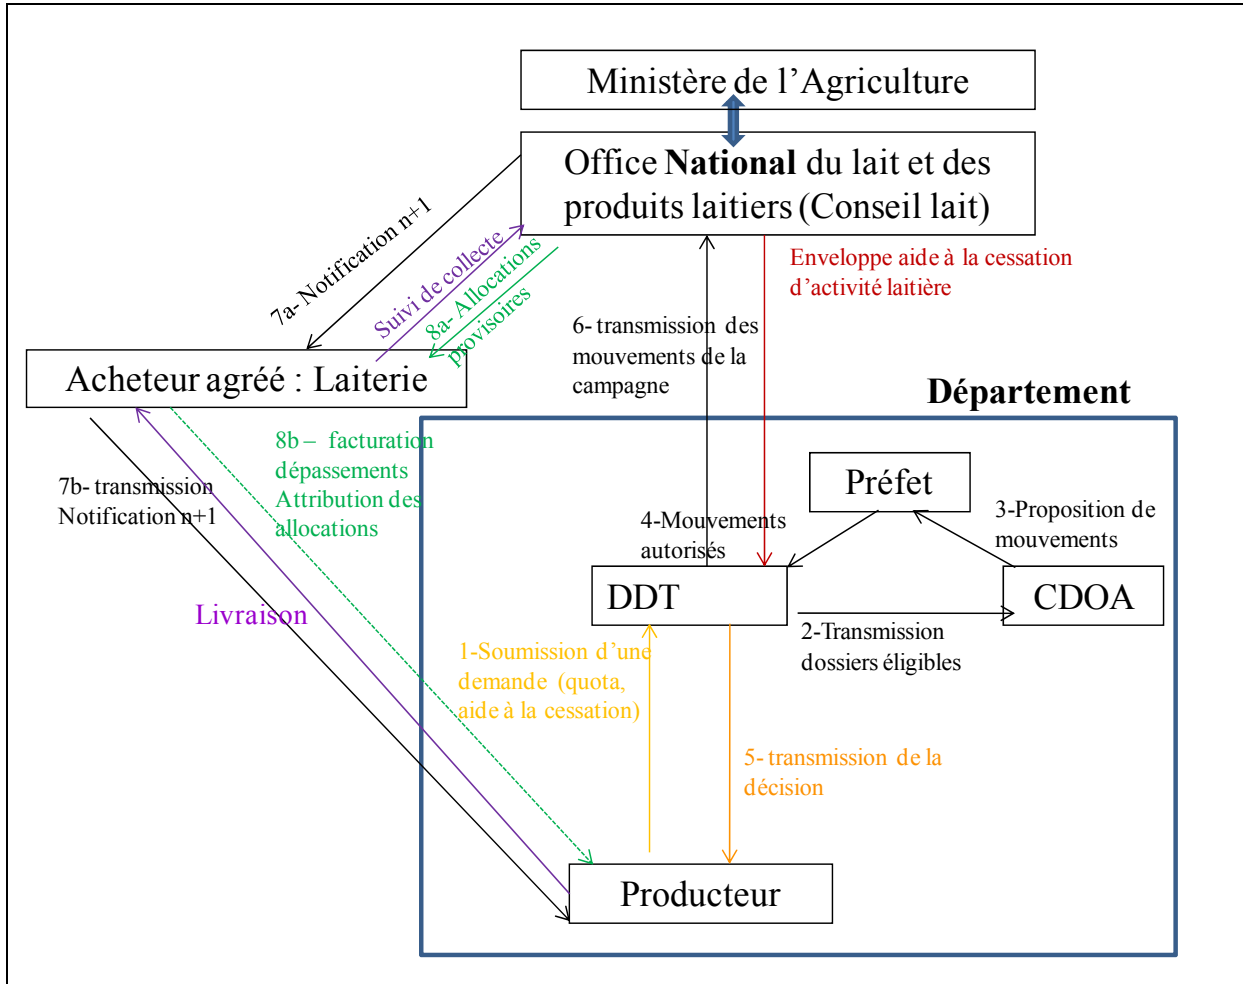 Ministère de l’Agriculture
Office National du lait et des
produits laitiers (Conseil lait)
7a- Notification n+1
Suivi de collecte
8a- Allocations
provisoires
Enveloppe aide à la cessation
d’activité laitière
6- transmission des
mouvements de la
campagne
Acheteur agréé : Laiterie
Département
8b – facturation
dépassements
Attribution des
allocations
7b- transmission
Notification n+1
Préfet
4-Mouvements
autorisés
3-Proposition de
mouvements
DDT
CDOA
Livraison
2-Transmission
dossiers éligibles
1-Soumission d’une
demande (quota,
aide à la cessation)
5- transmission de la
décision
Producteur